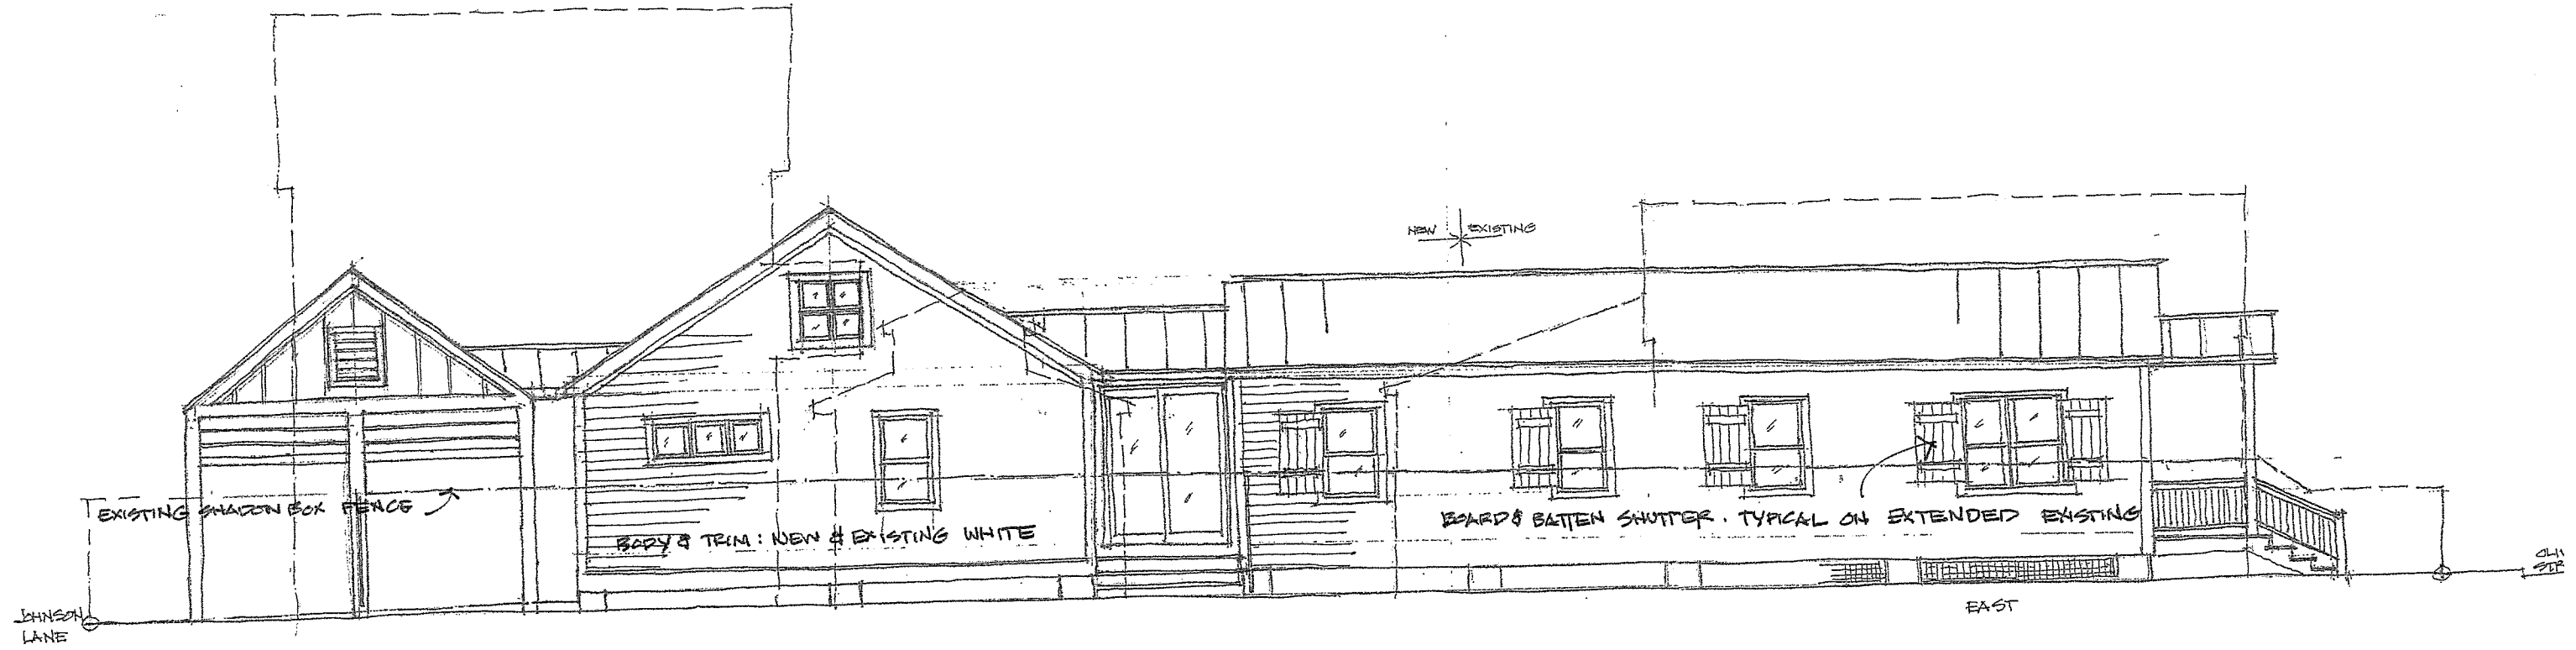 NEW EXISTING
EXISTING SHADOW BOX FENCE
BODY & TRIM: NEW & EXISTING WHITE
BOARD & BATTEN SHUTTER. TYPICAL ON EXTENDED EXISTING
JOHNSON
LANE
EAST